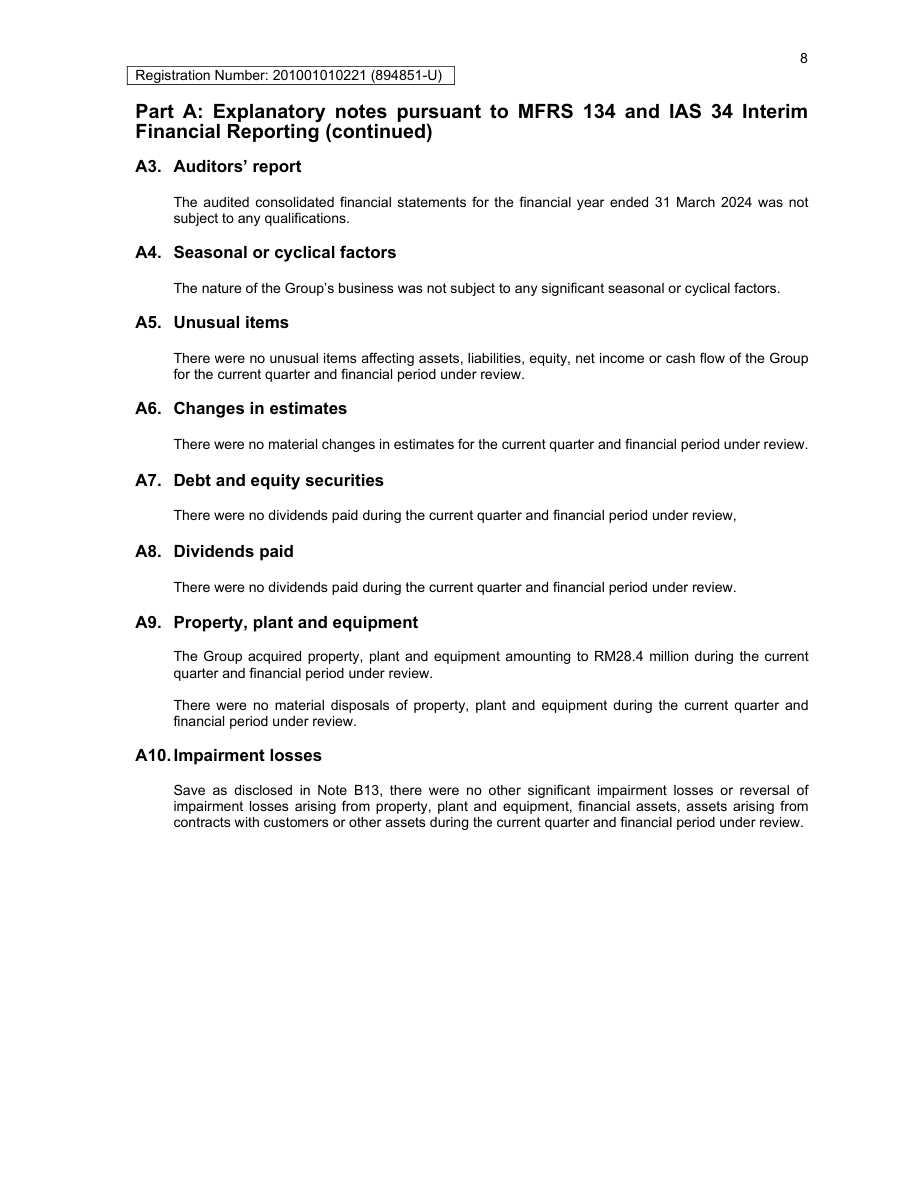 8
Registration Number: 201001010221 (894851-U)
Part A: Explanatory notes pursuant to MFRS 134 and IAS 34 Interim
Financial Reporting (continued)
A3. Auditors’ report
The audited consolidated financial statements for the financial year ended 31 March 2024 was not
subject to any qualifications.
A4. Seasonal or cyclical factors
The nature of the Group’s business was not subject to any significant seasonal or cyclical factors.
A5. Unusual items
There were no unusual items affecting assets, liabilities, equity, net income or cash flow of the Group
for the current quarter and financial period under review.
A6. Changes in estimates
There were no material changes in estimates for the current quarter and financial period under review.
A7. Debt and equity securities
There were no dividends paid during the current quarter and financial period under review,
A8. Dividends paid
There were no dividends paid during the current quarter and financial period under review.
A9. Property, plant and equipment
The Group acquired property, plant and equipment amounting to RM28.4 million during the current
quarter and financial period under review.
There were no material disposals of property, plant and equipment during the current quarter and
financial period under review.
A10. Impairment losses
Save as disclosed in Note B13, there were no other significant impairment losses or reversal of
impairment losses arising from property, plant and equipment, financial assets, assets arising from
contracts with customers or other assets during the current quarter and financial period under review.